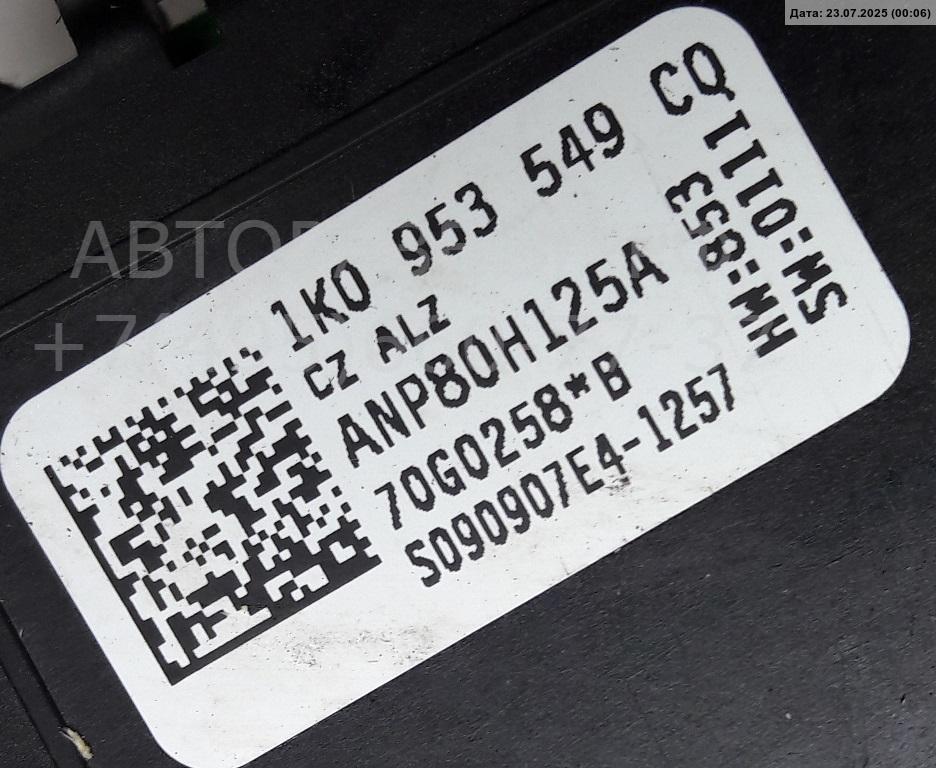 Дата: 23.07.2025 (00:06)
1K0 953 549 CQ
CZ ALZ
ANP80H125A
70G0258*B
S090907E4-1257
HW:853
SW:0111